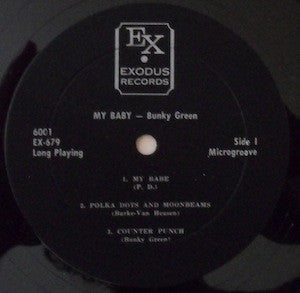 EX
EXODUS
RECORDS
MY BABY — Bunky Green
6001
EX-679
Long Playing
Side I
Microgroove
1. MY BABE
(P. D.)
2. POLKA DOTS AND MOONBEAMS
(Burke-Van Heusen)
3. COUNTER PUNCH
(Bunky Green)